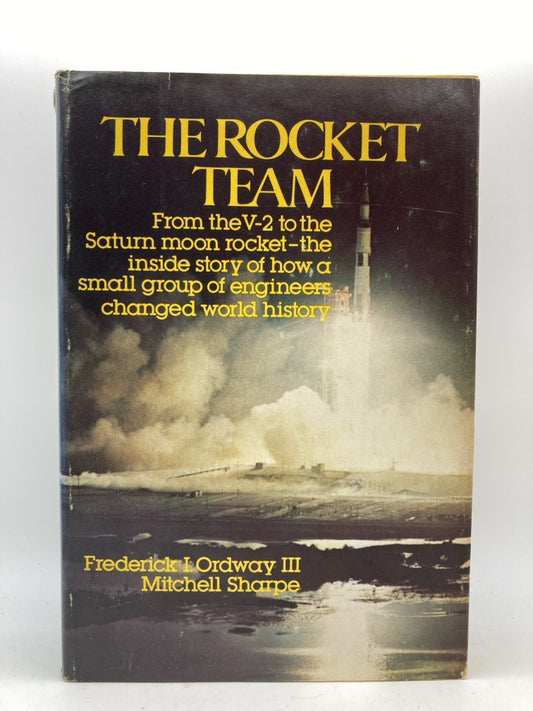 THE ROCKET
TEAM
From the V-2 to the
Saturn moon rocket–the
inside story of how a
small group of engineers
changed world history
Frederick I. Ordway III
Mitchell Sharpe